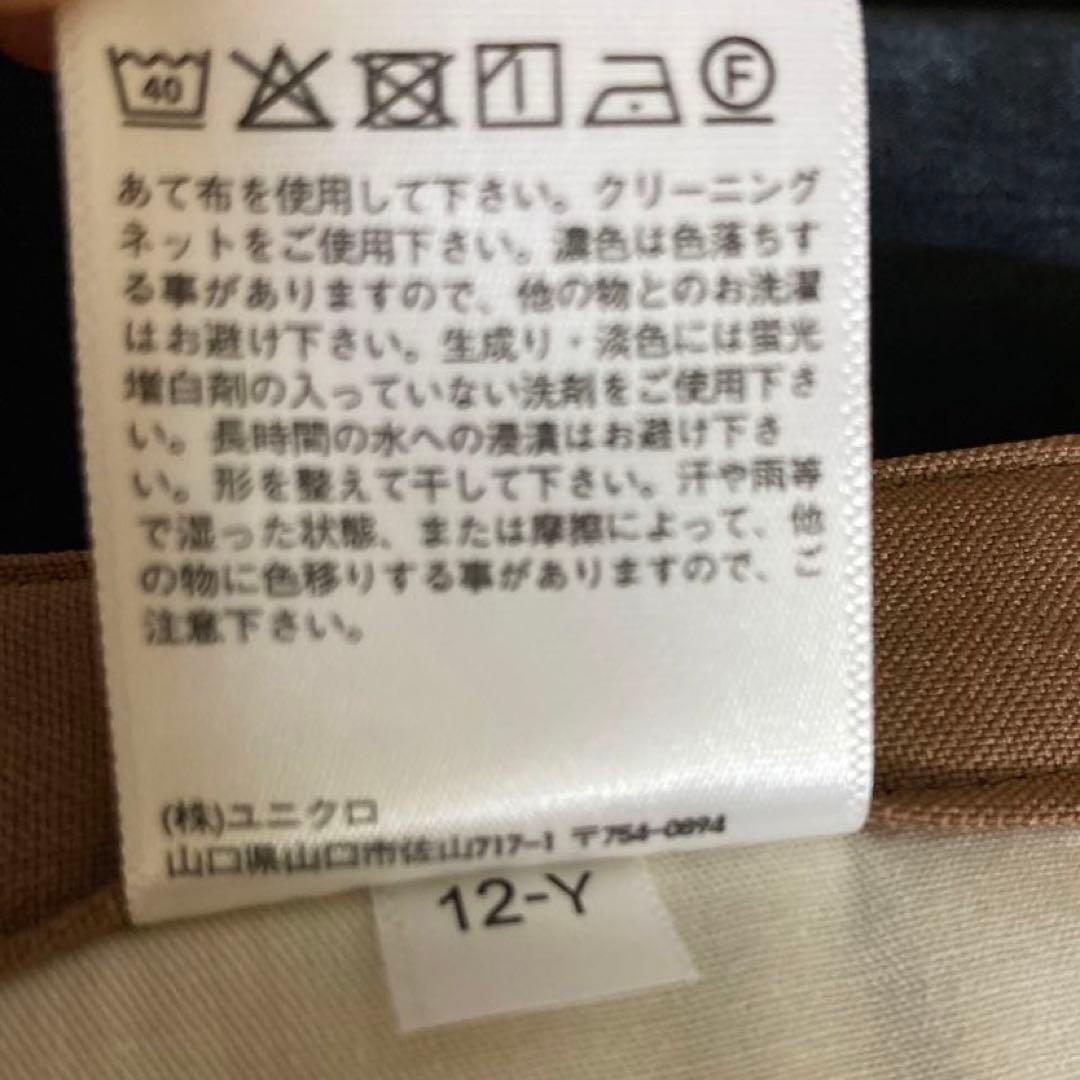 40
F
あて布を使用して下さい。クリーニング
ネットをご使用下さい。濃色は色落ちす
る事がありますので、他の物とのお洗濯
はお避け下さい。生成り・淡色には蛍光
増白剤の入っていない洗剤をご使用下さ
い。長時間の水への浸漬はお避け下さ
い。形を整えて干して下さい。汗や雨等
で湿った状態、または摩擦によって、他
の物に色移りする事がありますので、ご
注意下さい。
(株)ユニクロ
山口県山口市佐山717-1 〒754-0894
12-Y